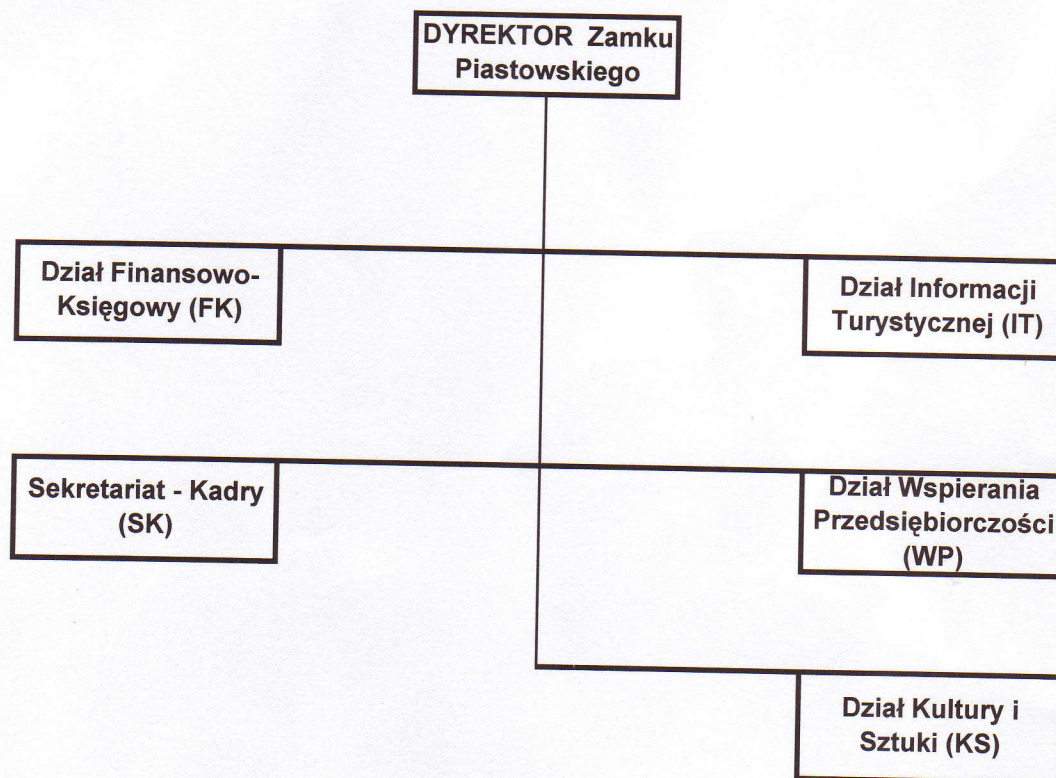 DYREKTOR Zamku
Piastowskiego
Dział Finansowo-
Księgowy (FK)
Dział Informacji
Turystycznej (IT)
Sekretariat - Kadry
(SK)
Dział Wspierania
Przedsiębiorczości
(WP)
Dział Kultury i
Sztuki (KS)